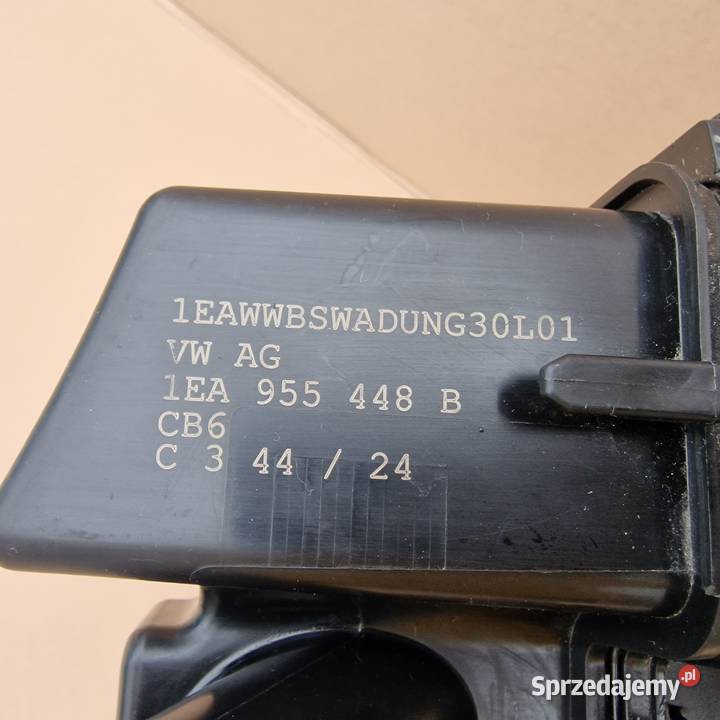 1EAWWBSWADUNG30L01
VW AG
1EA 955 448 B
CB6
C 3 44 / 24
Sprzedajemy.pl